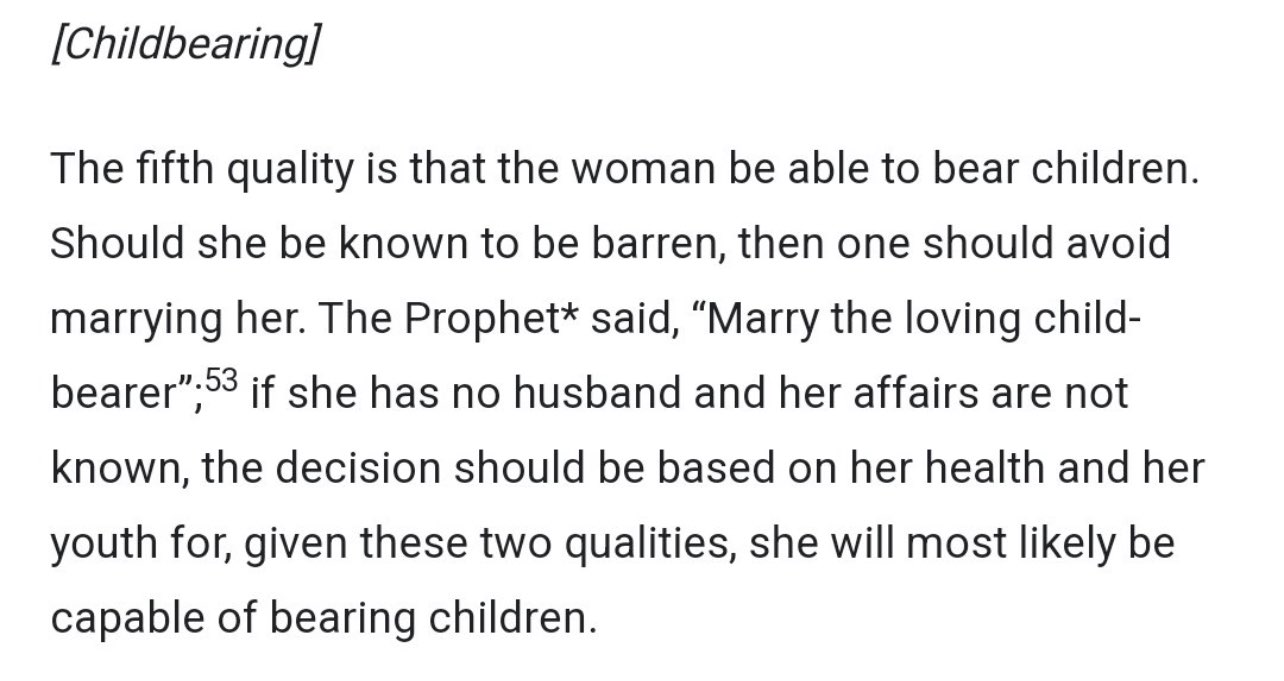 [Childbearing]
The fifth quality is that the woman be able to bear children.
Should she be known to be barren, then one should avoid
marrying her. The Prophet* said, “Marry the loving child-
bearer”;53 if she has no husband and her affairs are not
known, the decision should be based on her health and her
youth for, given these two qualities, she will most likely be
capable of bearing children.